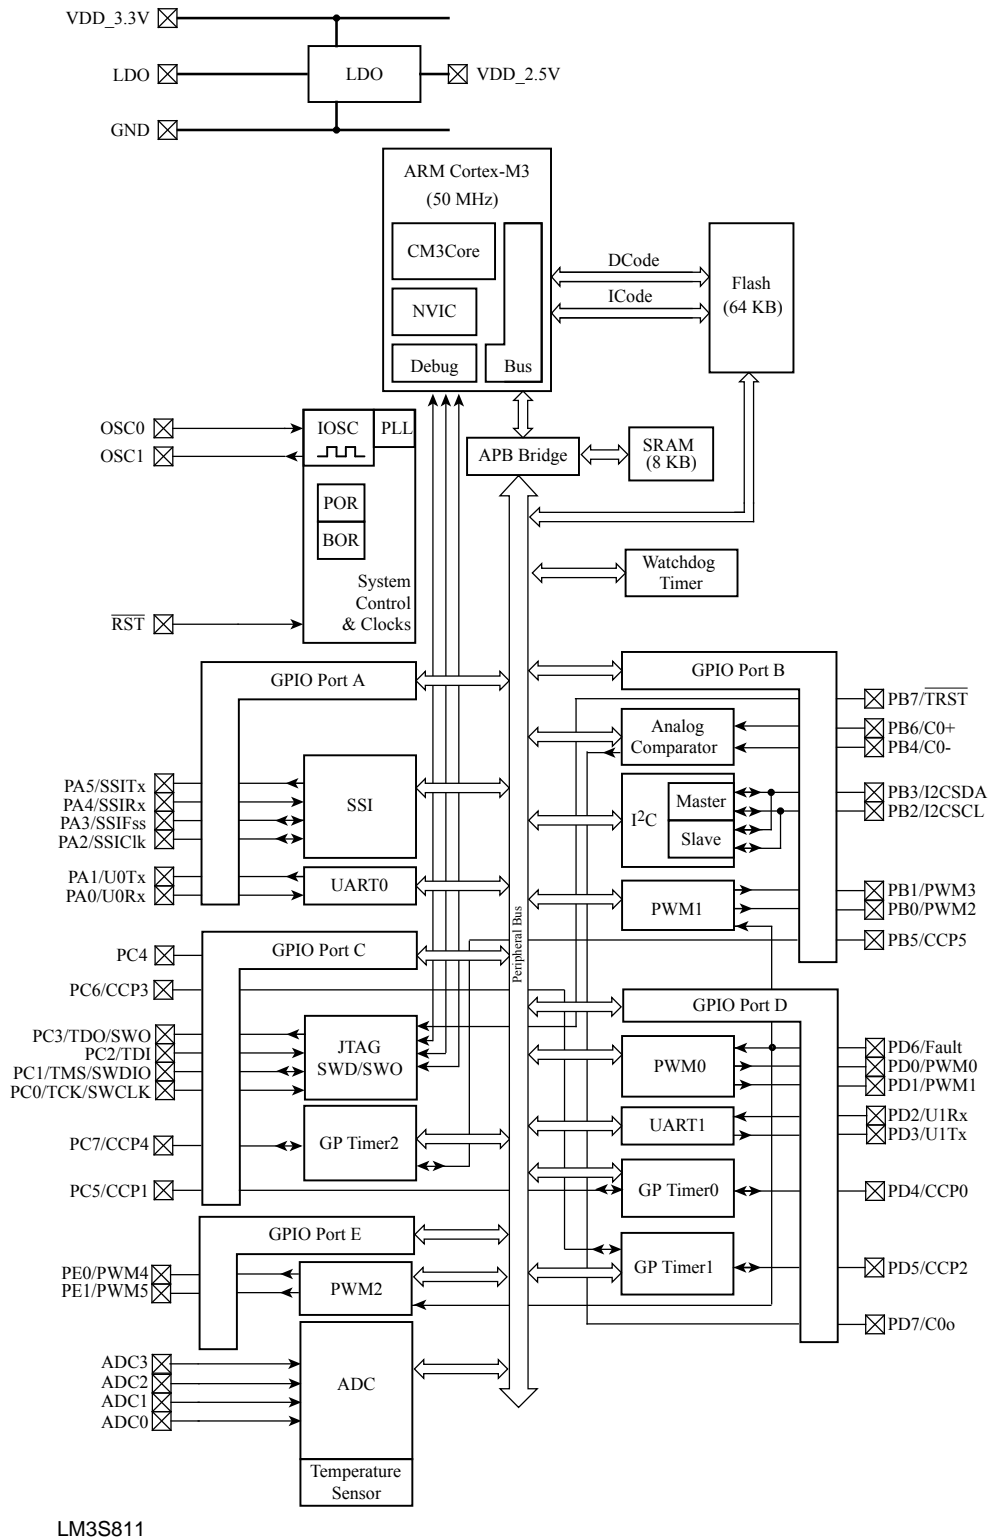 VDD_3.3V
LDO
LDO
VDD_2.5V
GND
ARM Cortex-M3
(50 MHz)
CM3Core
NVIC
Debug
Bus
DCode
ICode
Flash
(64 KB)
OSC0
OSC1
IOSC
PLL
POR
BOR
System
Control
& Clocks
RST
APB Bridge
SRAM
(8 KB)
Watchdog
Timer
GPIO Port A
PA5/SSITx
PA4/SSIRx
PA3/SSIFss
PA2/SSIClk
SSI
PA1/U0Tx
PA0/U0Rx
UART0
GPIO Port B
PB7/TRST
Analog
Comparator
PB6/C0+
PB4/C0-
I2C
Master
Slave
PB3/I2CSDA
PB2/I2CSCL
PWM1
PB1/PWM3
PB0/PWM2
PB5/CCP5
Peripheral Bus
GPIO Port C
PC4
PC6/CCP3
PC3/TDO/SWO
PC2/TDI
PC1/TMS/SWDIO
PC0/TCK/SWCLK
JTAG
SWD/SWO
PC7/CCP4
GP Timer2
PC5/CCP1
GPIO Port D
PWM0
PD6/Fault
PD0/PWM0
PD1/PWM1
UART1
PD2/U1Rx
PD3/U1Tx
GP Timer0
PD4/CCP0
GP Timer1
PD5/CCP2
PD7/C0o
GPIO Port E
PE0/PWM4
PE1/PWM5
PWM2
ADC3
ADC2
ADC1
ADC0
ADC
Temperature
Sensor
LM3S811